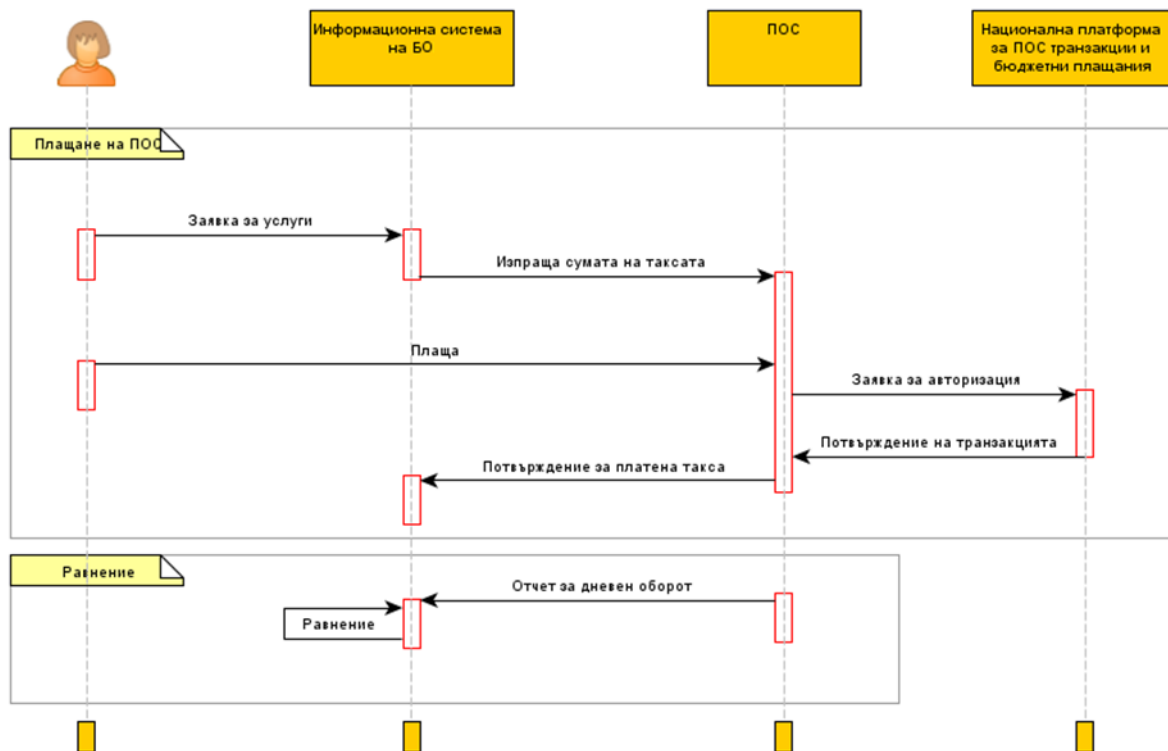 Информационна система
на БО
ПОС
Национална платформа
за ПОС транзакции и
бюджетни плащания
Плащане на ПОС
Заявка за услуги
Изпраща сумата на таксата
Плаща
Заявка за авторизация
Потвърждение на транзакцията
Потвърждение за платена такса
Равнение
Отчет за дневен оборот
Равнение